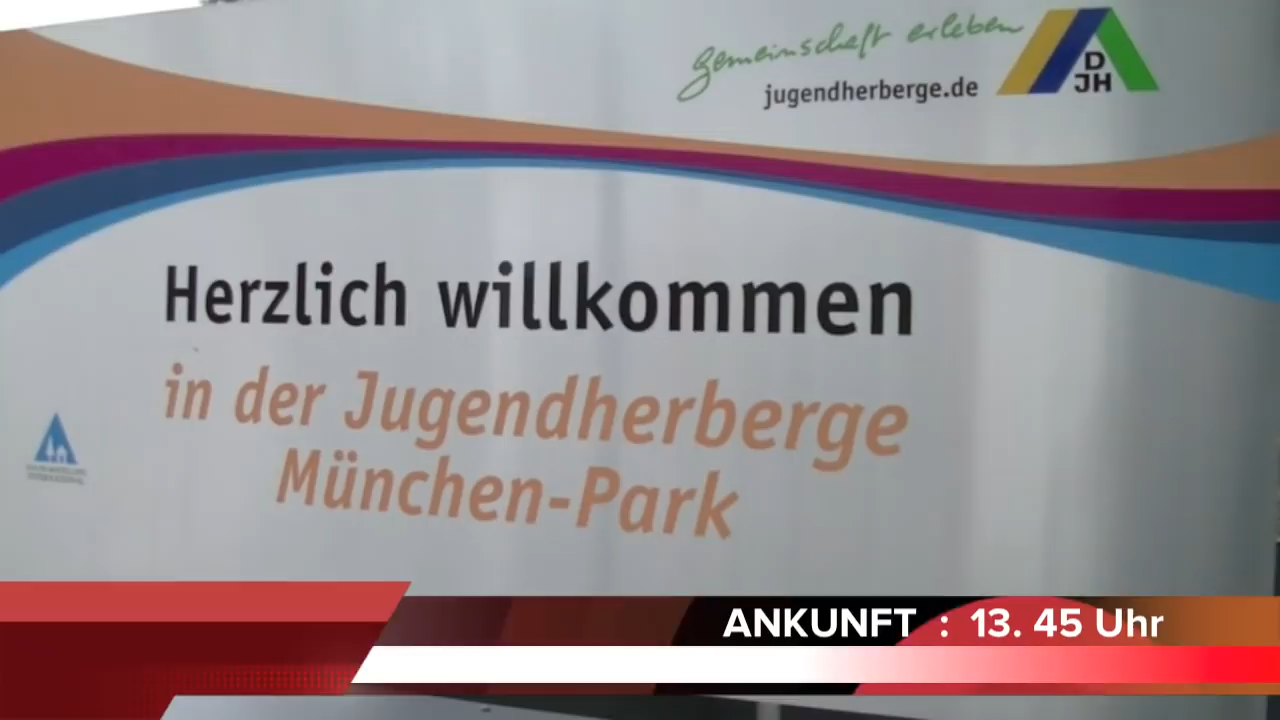 gemeinschaft erleben
jugendherberge.de
D
JH
Herzlich willkommen
in der Jugendherberge
München-Park
ANKUNFT : 13. 45 Uhr